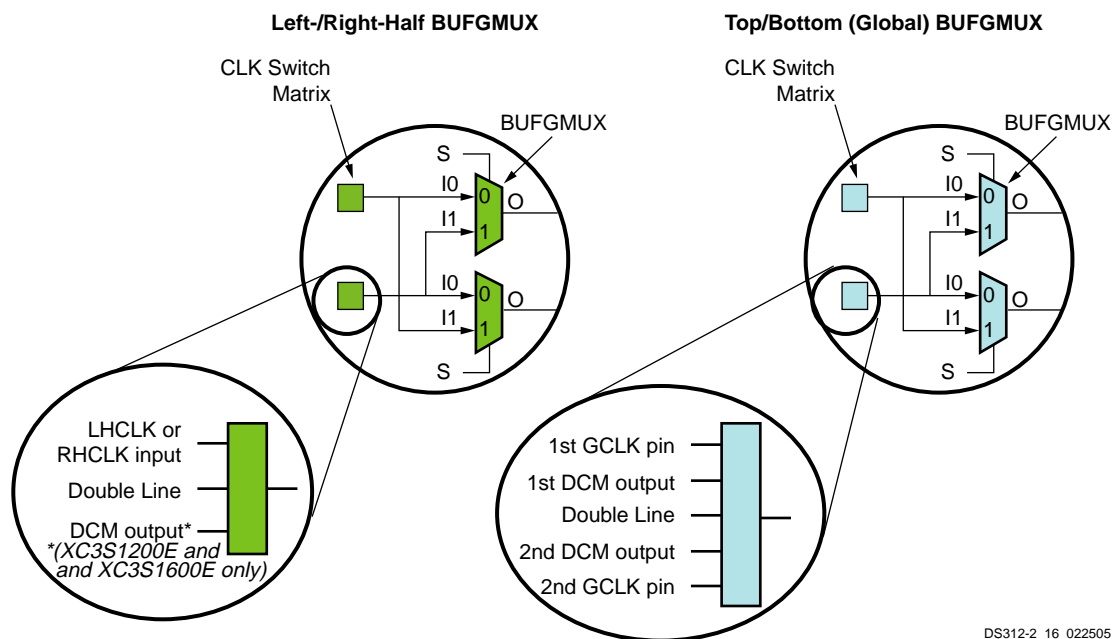 Left-/Right-Half BUFGMUX
CLK Switch
Matrix
BUFGMUX
S
I0
0
O
I1
1
I0
0
O
I1
1
S
LHCLK or
RHCLK input
Double Line
DCM output*
*(XC3S1200E and
and XC3S1600E only)
Top/Bottom (Global) BUFGMUX
CLK Switch
Matrix
BUFGMUX
S
I0
0
O
I1
1
I0
0
O
I1
1
S
1st GCLK pin
1st DCM output
Double Line
2nd DCM output
2nd GCLK pin
DS312-2_16_022505